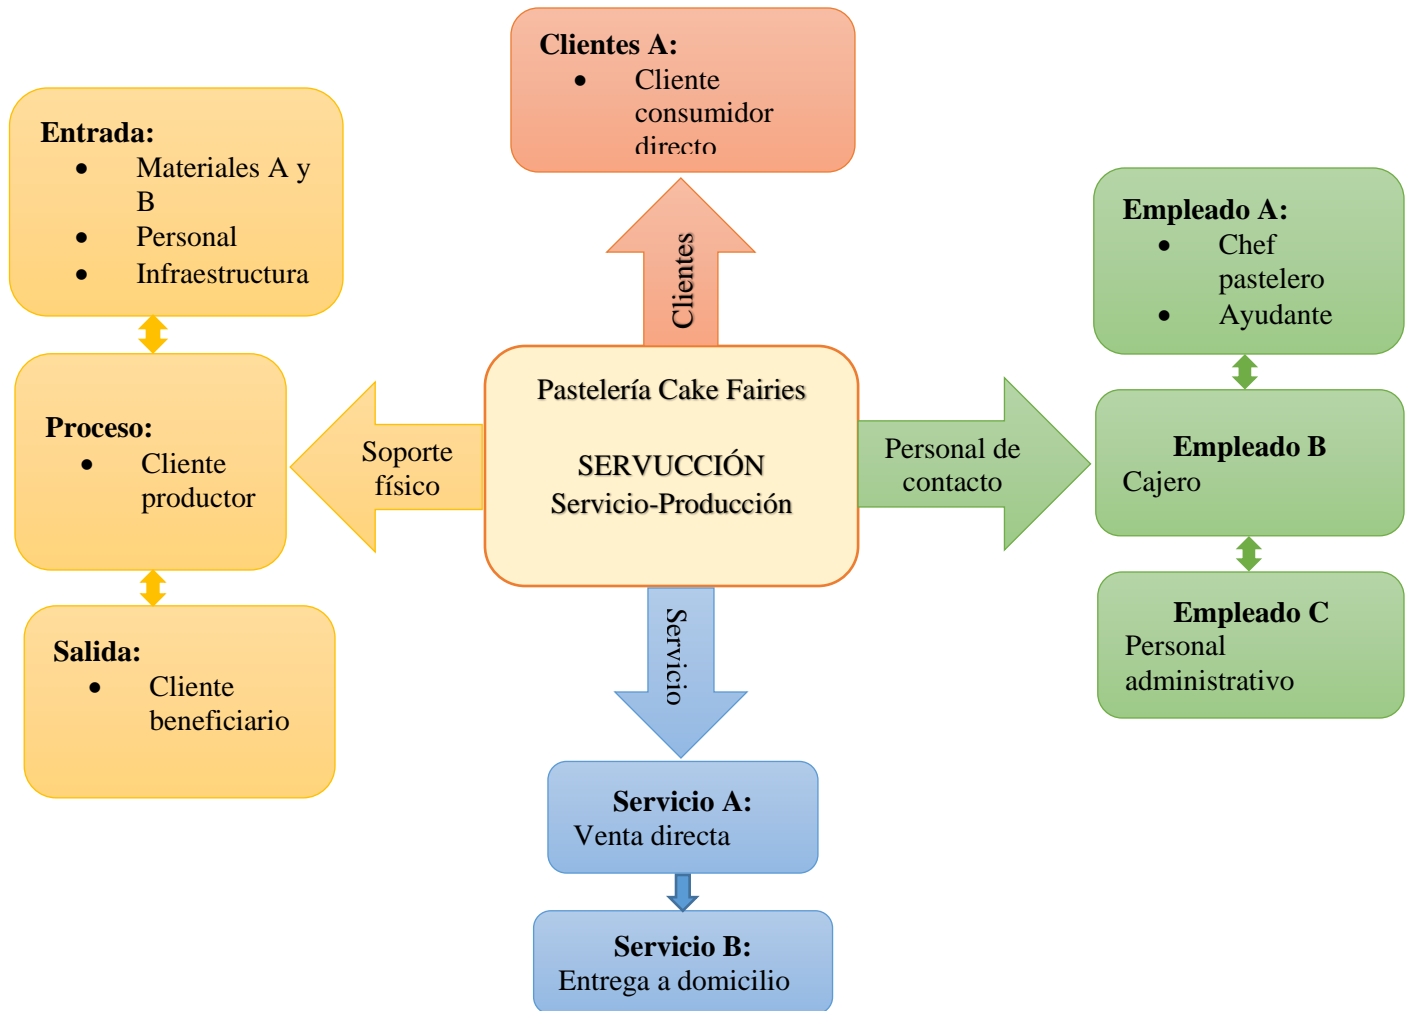 Clientes A:
• Cliente
consumidor
directo
Entrada:
• Materiales A y
B
• Personal
• Infraestructura
Empleado A:
• Chef
pastelero
• Ayudante
Clientes
Pastelería Cake Fairies
SERVUCCIÓN
Servicio-Producción
Proceso:
• Cliente
productor
Soporte
físico
Personal de
contacto
Empleado B
Cajero
Salida:
• Cliente
beneficiario
Servicio
Empleado C
Personal
administrativo
Servicio A:
Venta directa
Servicio B:
Entrega a domicilio